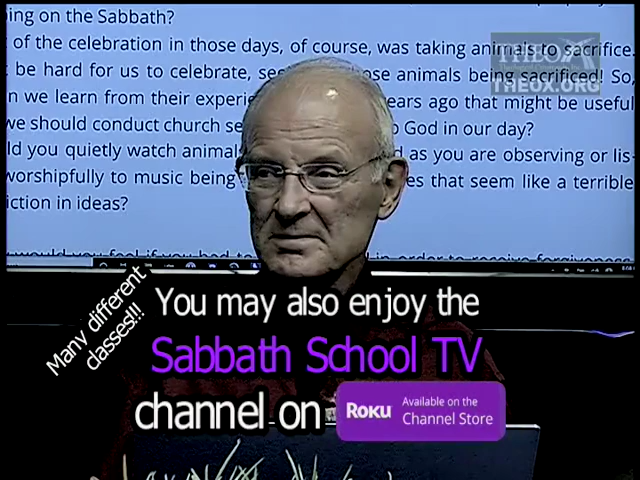 ing on the Sabbath?
of the celebration in those days, of course, was taking animals to sacrifice.
be hard for us to celebrate, se ose animals being sacrificed! So,
n we learn from their experie ears ago that might be useful
we should conduct church se o God in our day?
ld you quietly watch animal d as you are observing or lis-
worshipfully to music being es that seem like a terrible
iction in ideas?
THEOX
THEOX.ORG
Many different
classes!!!
You may also enjoy the
Sabbath School TV
channel on
Roku
Available on the
Channel Store